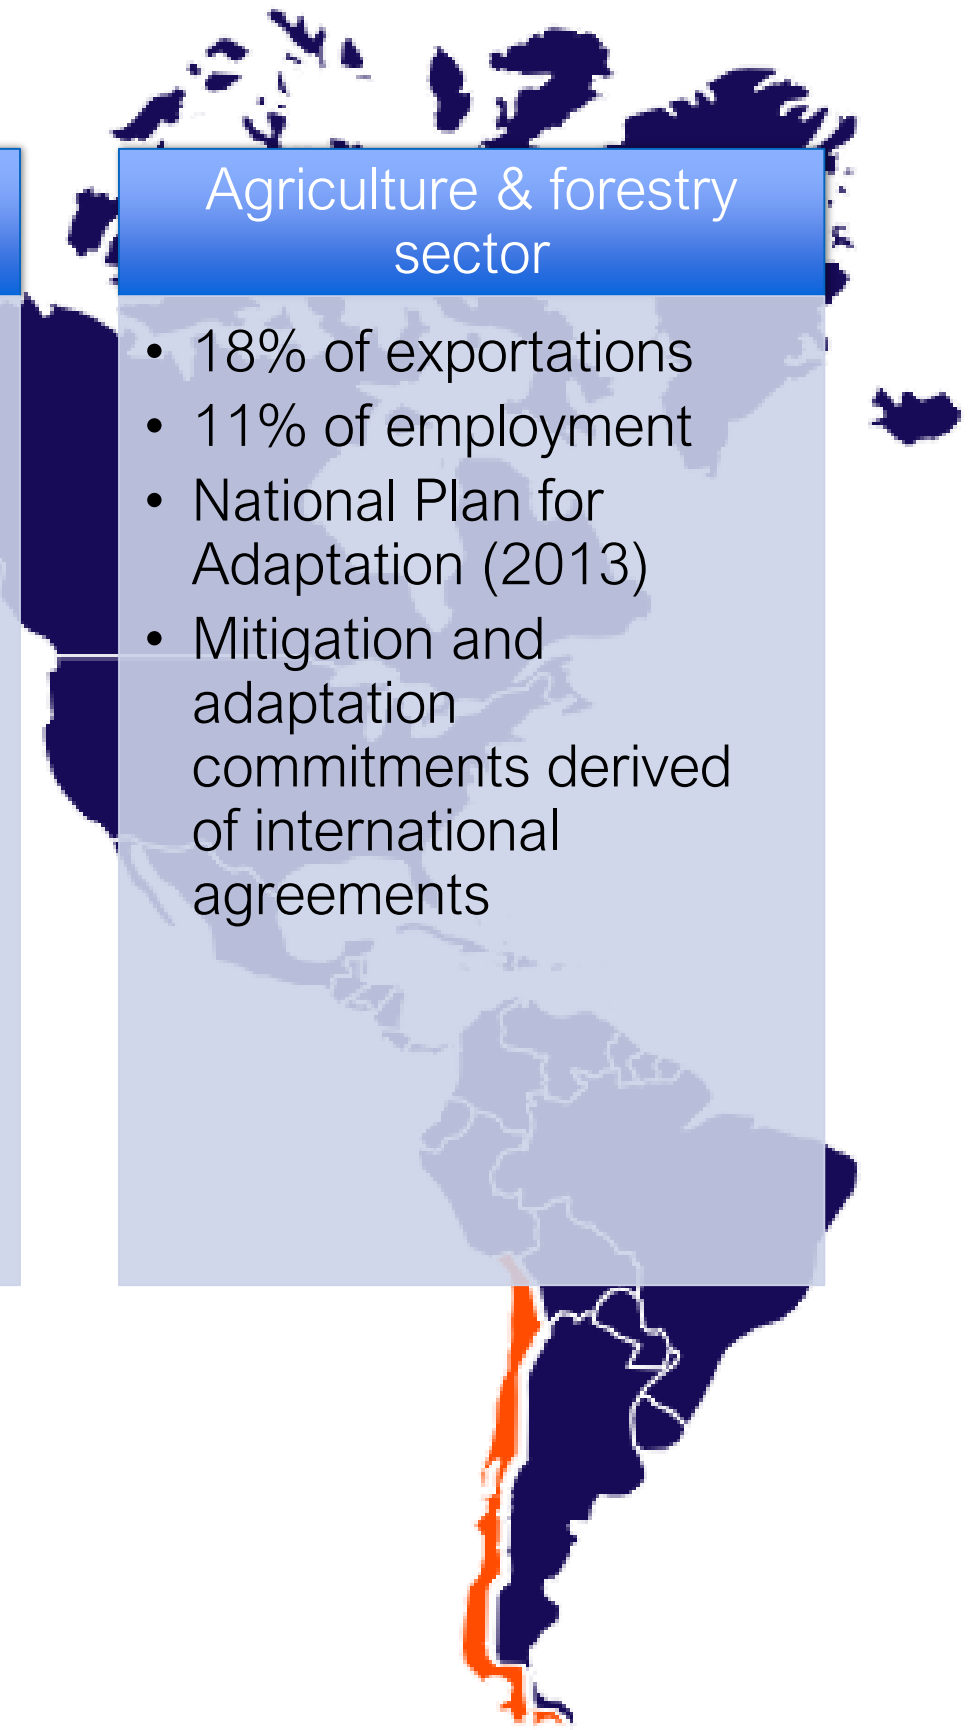 Agriculture & forestry
sector
• 18% of exportations
• 11% of employment
• National Plan for
Adaptation (2013)
• Mitigation and
adaptation
commitments derived
of international
agreements